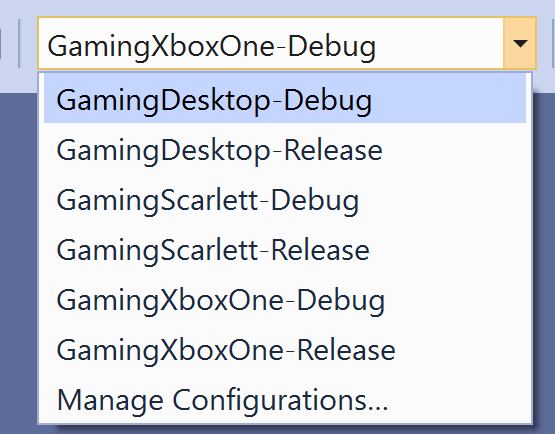 GamingXboxOne-Debug
GamingDesktop-Debug
GamingDesktop-Release
GamingScarlett-Debug
GamingScarlett-Release
GamingXboxOne-Debug
GamingXboxOne-Release
Manage Configurations...